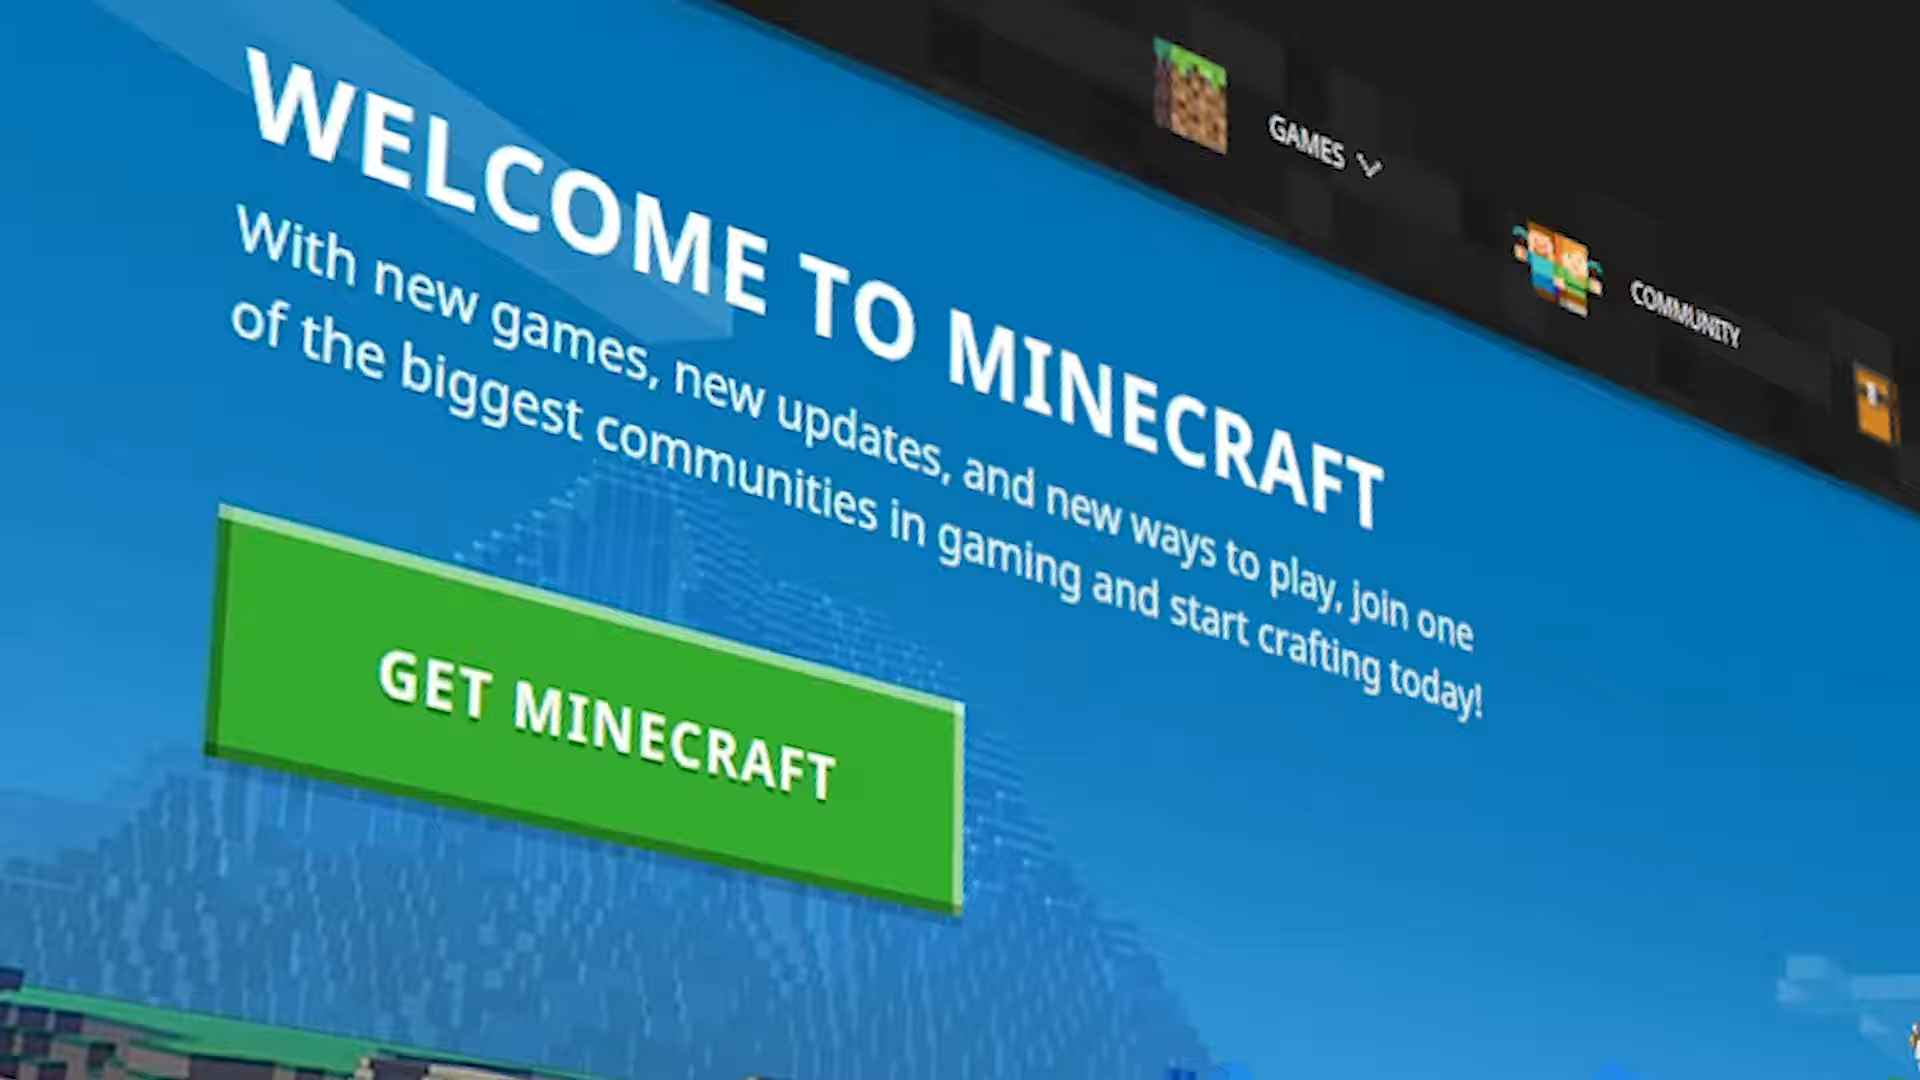 GAMES
COMMUNITY
WELCOME TO MINECRAFT
With new games, new updates, and new ways to play, join one
of the biggest communities in gaming and start crafting today!
GET MINECRAFT